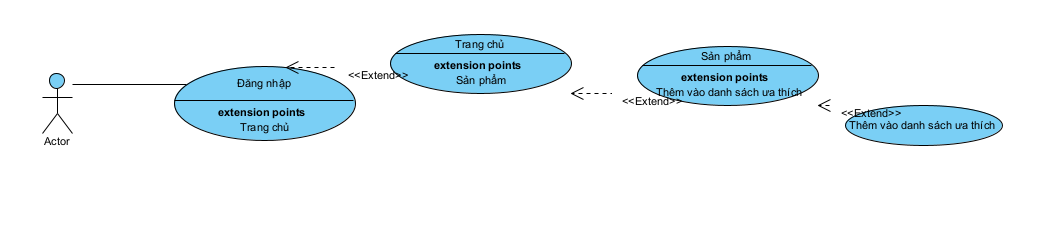 Actor
Đăng nhập
extension points
Trang chủ
<<Extend>>
Trang chủ
extension points
Sản phẩm
<<Extend>>
Sản phẩm
extension points
Thêm vào danh sách ưa thích
<<Extend>>
Thêm vào danh sách ưa thích